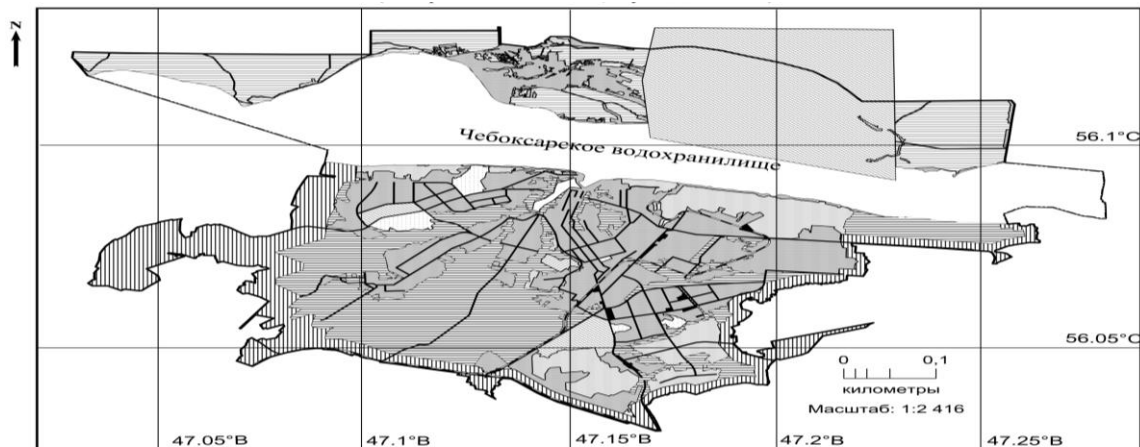 N
Чебоксарское водохранилище
56.1°С
56.05°С
0 0,1
километры
Масштаб: 1:2 416
47.05°В 47.1°В 47.15°В 47.2°В 47.25°В